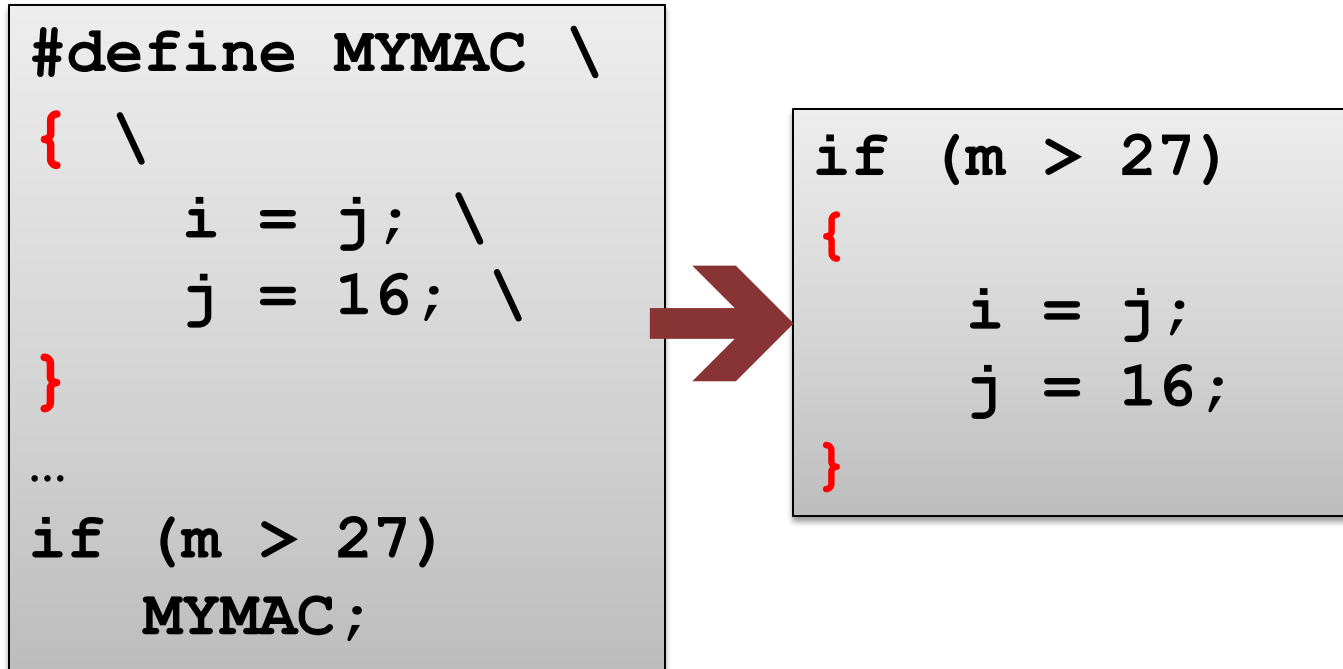 #define MYMAC \
{ \
i = j; \
j = 16; \
}
…
if (m > 27)
MYMAC;
if (m > 27)
{
i = j;
j = 16;
}